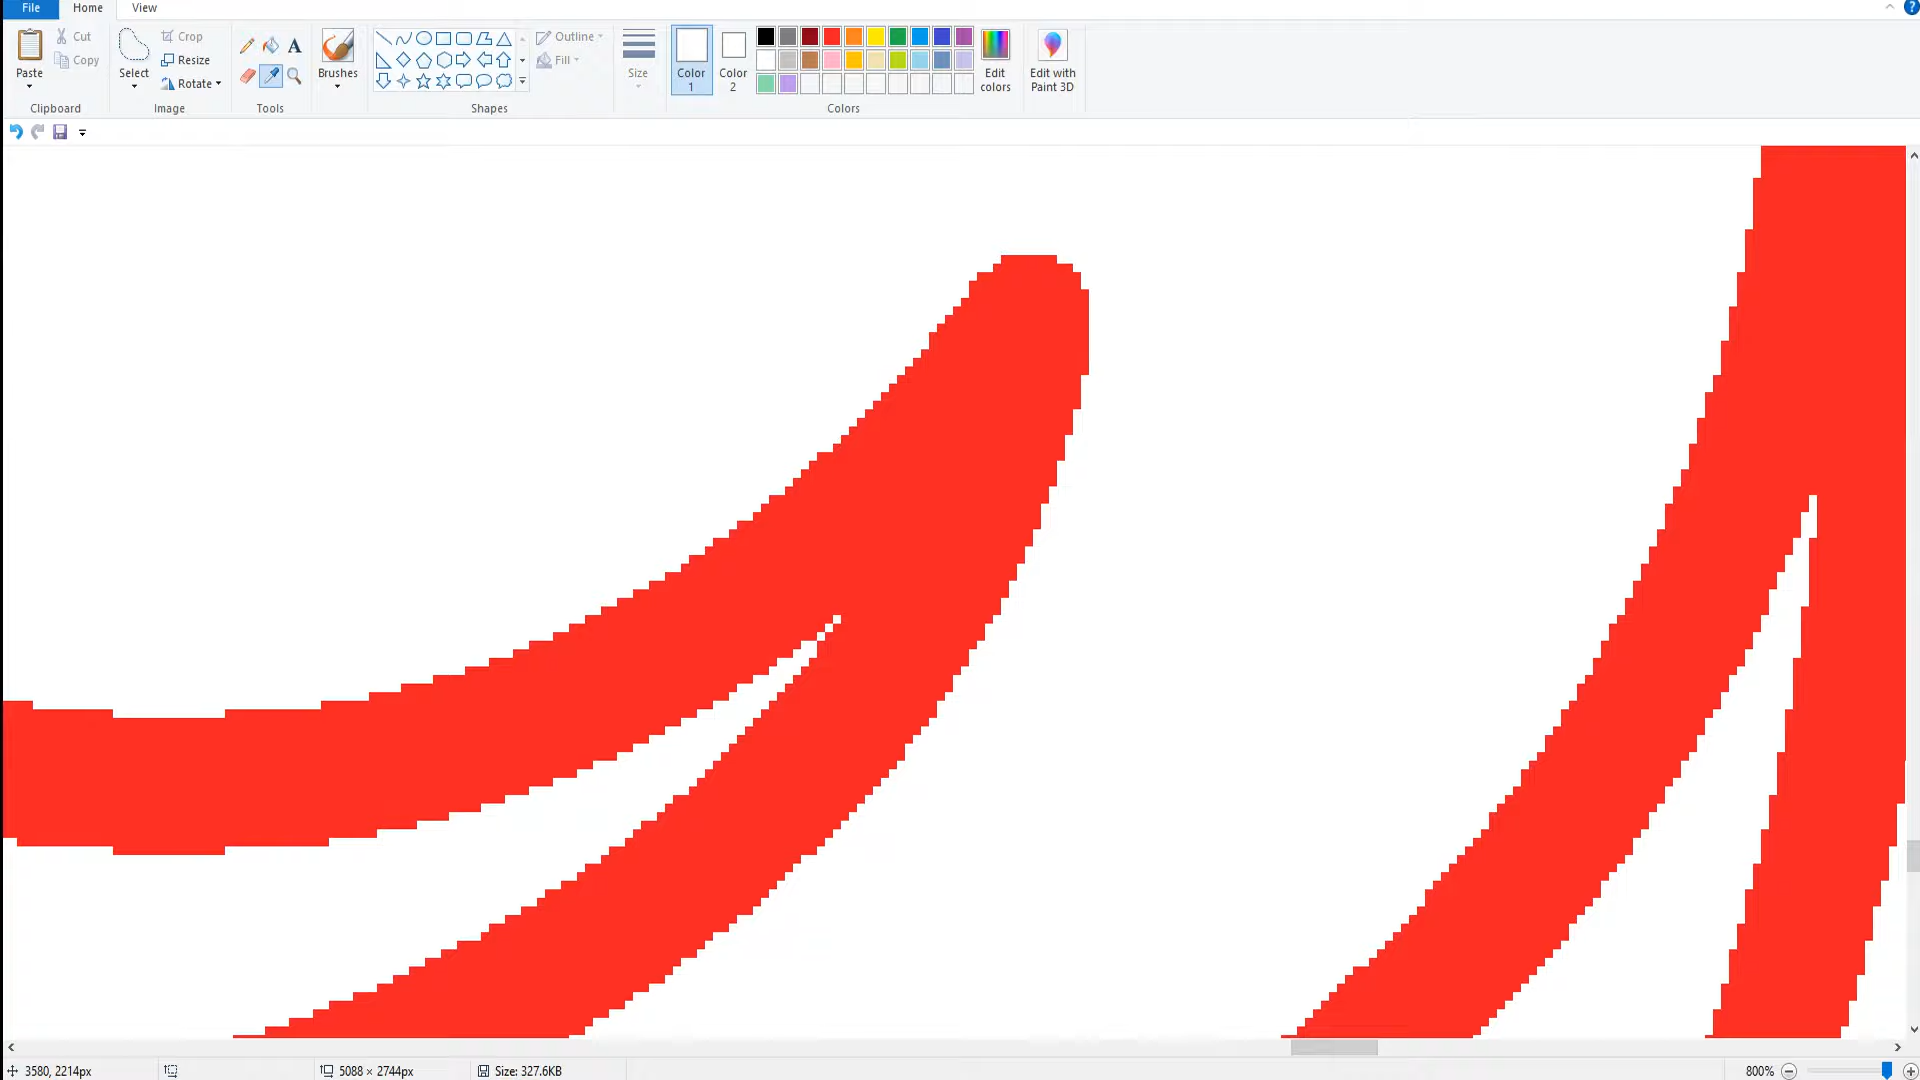 File Home View ?
Paste Cut Copy Select Crop Resize Rotate A Brushes Outline Fill Size Color 1 Color 2 Edit colors Edit with Paint 3D
Clipboard Image Tools Shapes Colors
3580, 2214px 5088 × 2744px Size: 327.6KB 800%